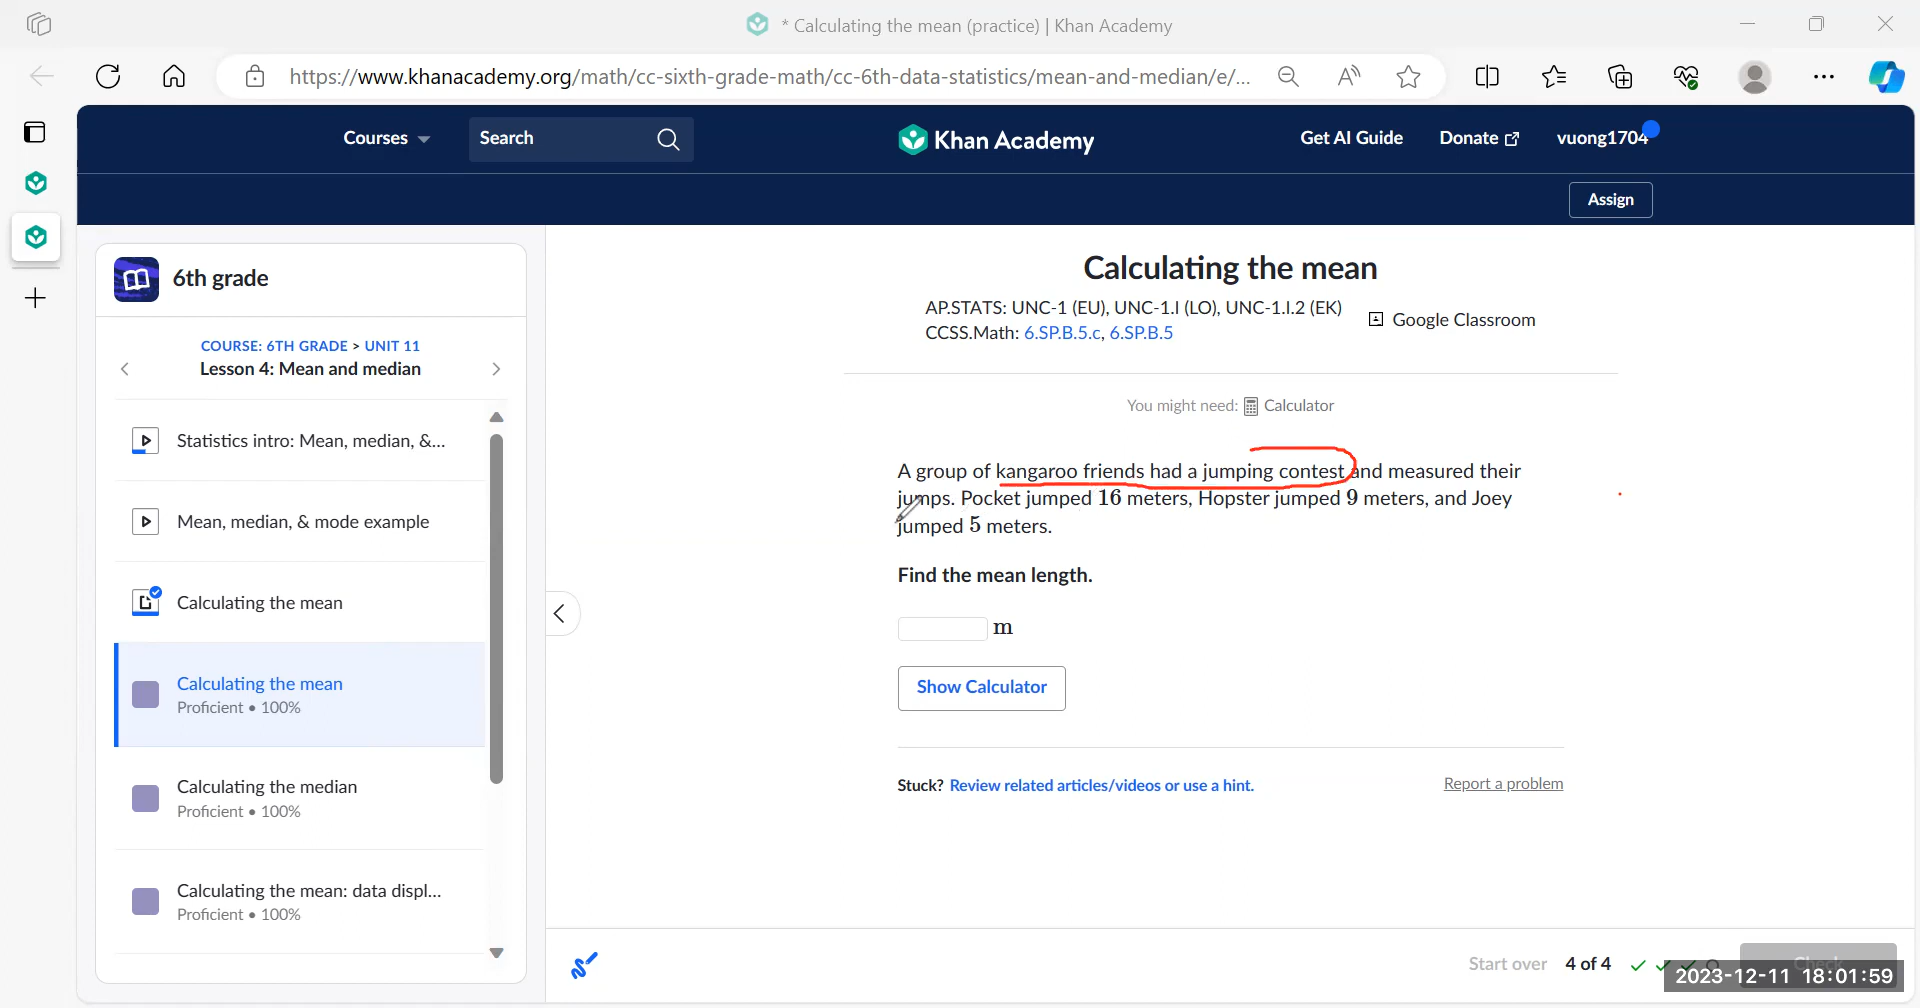 * Calculating the mean (practice) | Khan Academy
https://www.khanacademy.org/math/cc-sixth-grade-math/cc-6th-data-statistics/mean-and-median/e/...
Courses
Search
Khan Academy
Get AI Guide
Donate
vuong1704
Assign
6th grade
COURSE: 6TH GRADE > UNIT 11
Lesson 4: Mean and median
Statistics intro: Mean, median, &...
Mean, median, & mode example
Calculating the mean
Calculating the mean
Proficient • 100%
Calculating the median
Proficient • 100%
Calculating the mean: data displ...
Proficient • 100%
Calculating the mean
AP.STATS: UNC‑1 (EU), UNC‑1.I (LO), UNC‑1.I.2 (EK)
CCSS.Math: 6.SP.B.5.c, 6.SP.B.5
Google Classroom
You might need: Calculator
A group of kangaroo friends had a jumping contest and measured their
jumps. Pocket jumped 16 meters, Hopster jumped 9 meters, and Joey
jumped 5 meters.
Find the mean length.
m
Show Calculator
Stuck? Review related articles/videos or use a hint.
Report a problem
Start over
4 of 4
Check
2023-12-11 18:01:59